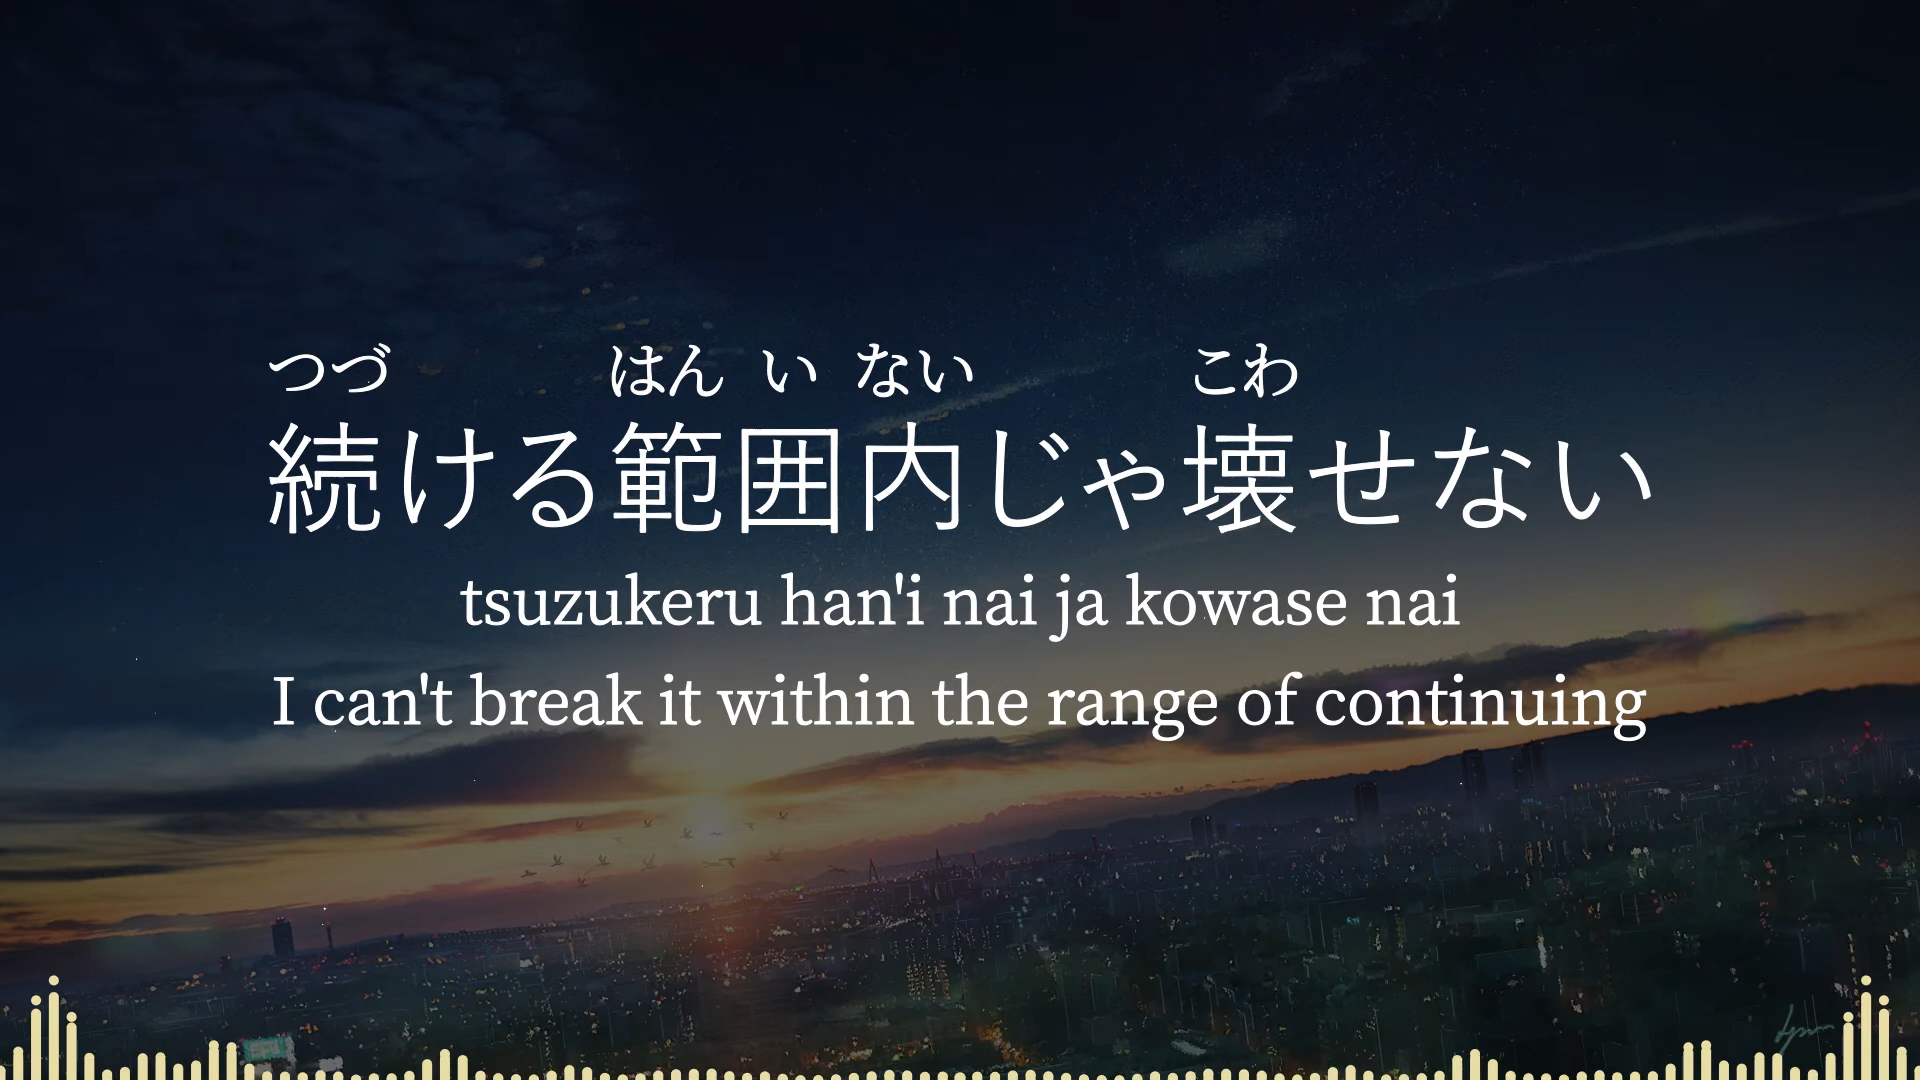 つづ はん い ない こわ
続ける範囲内じゃ壊せない
tsuzukeru han'i nai ja kowase nai
I can't break it within the range of continuing